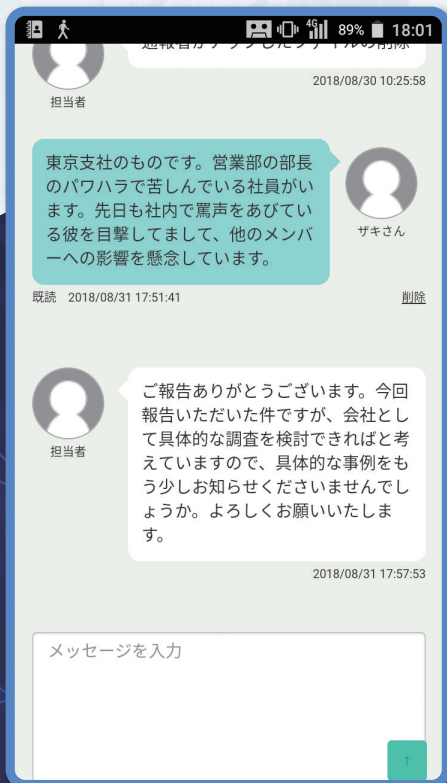 4G 89% 18:01
2018/08/30 10:25:58
担当者
東京支社のものです。営業部の部長
のパワハラで苦しんでいる社員がい
ます。先日も社内で罵声をあびてい
る彼を目撃してまして、他のメンバ
ーへの影響を懸念しています。
ザキさん
既読 2018/08/31 17:51:41 削除
ご報告ありがとうございます。今回
報告いただいた件ですが、会社とし
て具体的な調査を検討できればと考
えていますので、具体的な事例をも
う少しお知らせくださいませんでし
ょうか。よろしくお願いいたしま
す。
担当者
2018/08/31 17:57:53
メッセージを入力
↑